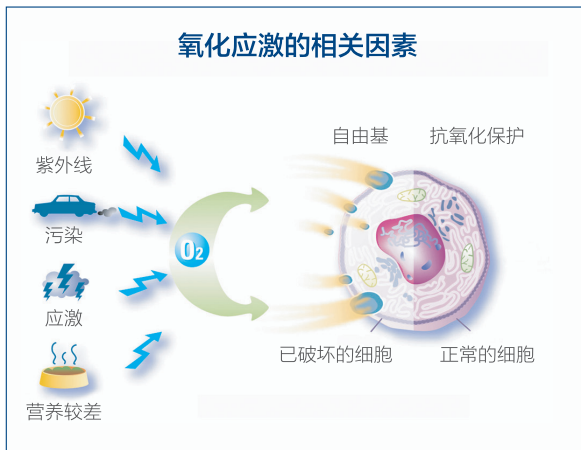 氧化应激的相关因素
自由基 抗氧化保护
紫外线
污染
O₂
应激
已破坏的细胞 正常的细胞
营养较差